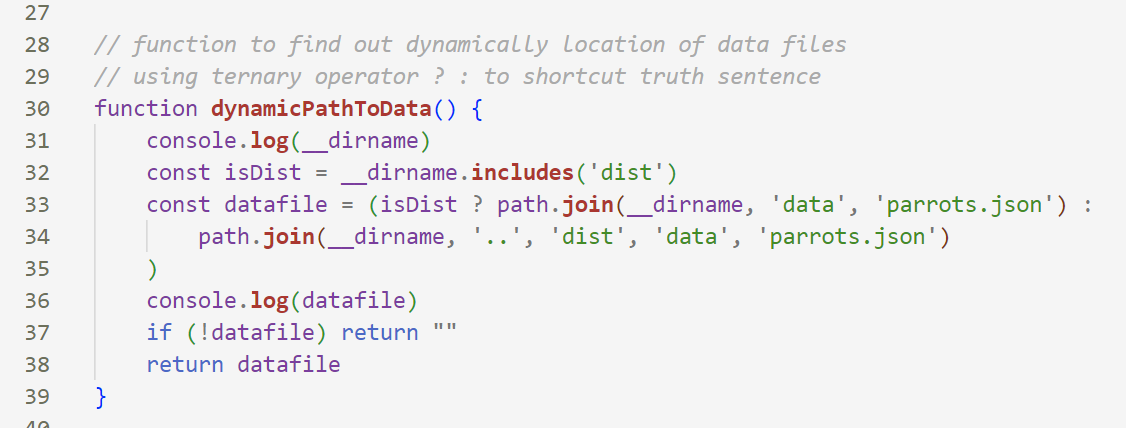 27
28 // function to find out dynamically location of data files
29 // using ternary operator ? : to shortcut truth sentence
30 function dynamicPathToData() {
31 console.log(__dirname)
32 const isDist = __dirname.includes('dist')
33 const datafile = (isDist ? path.join(__dirname, 'data', 'parrots.json') :
34 path.join(__dirname, '..', 'dist', 'data', 'parrots.json')
35 )
36 console.log(datafile)
37 if (!datafile) return ""
38 return datafile
39 }
40